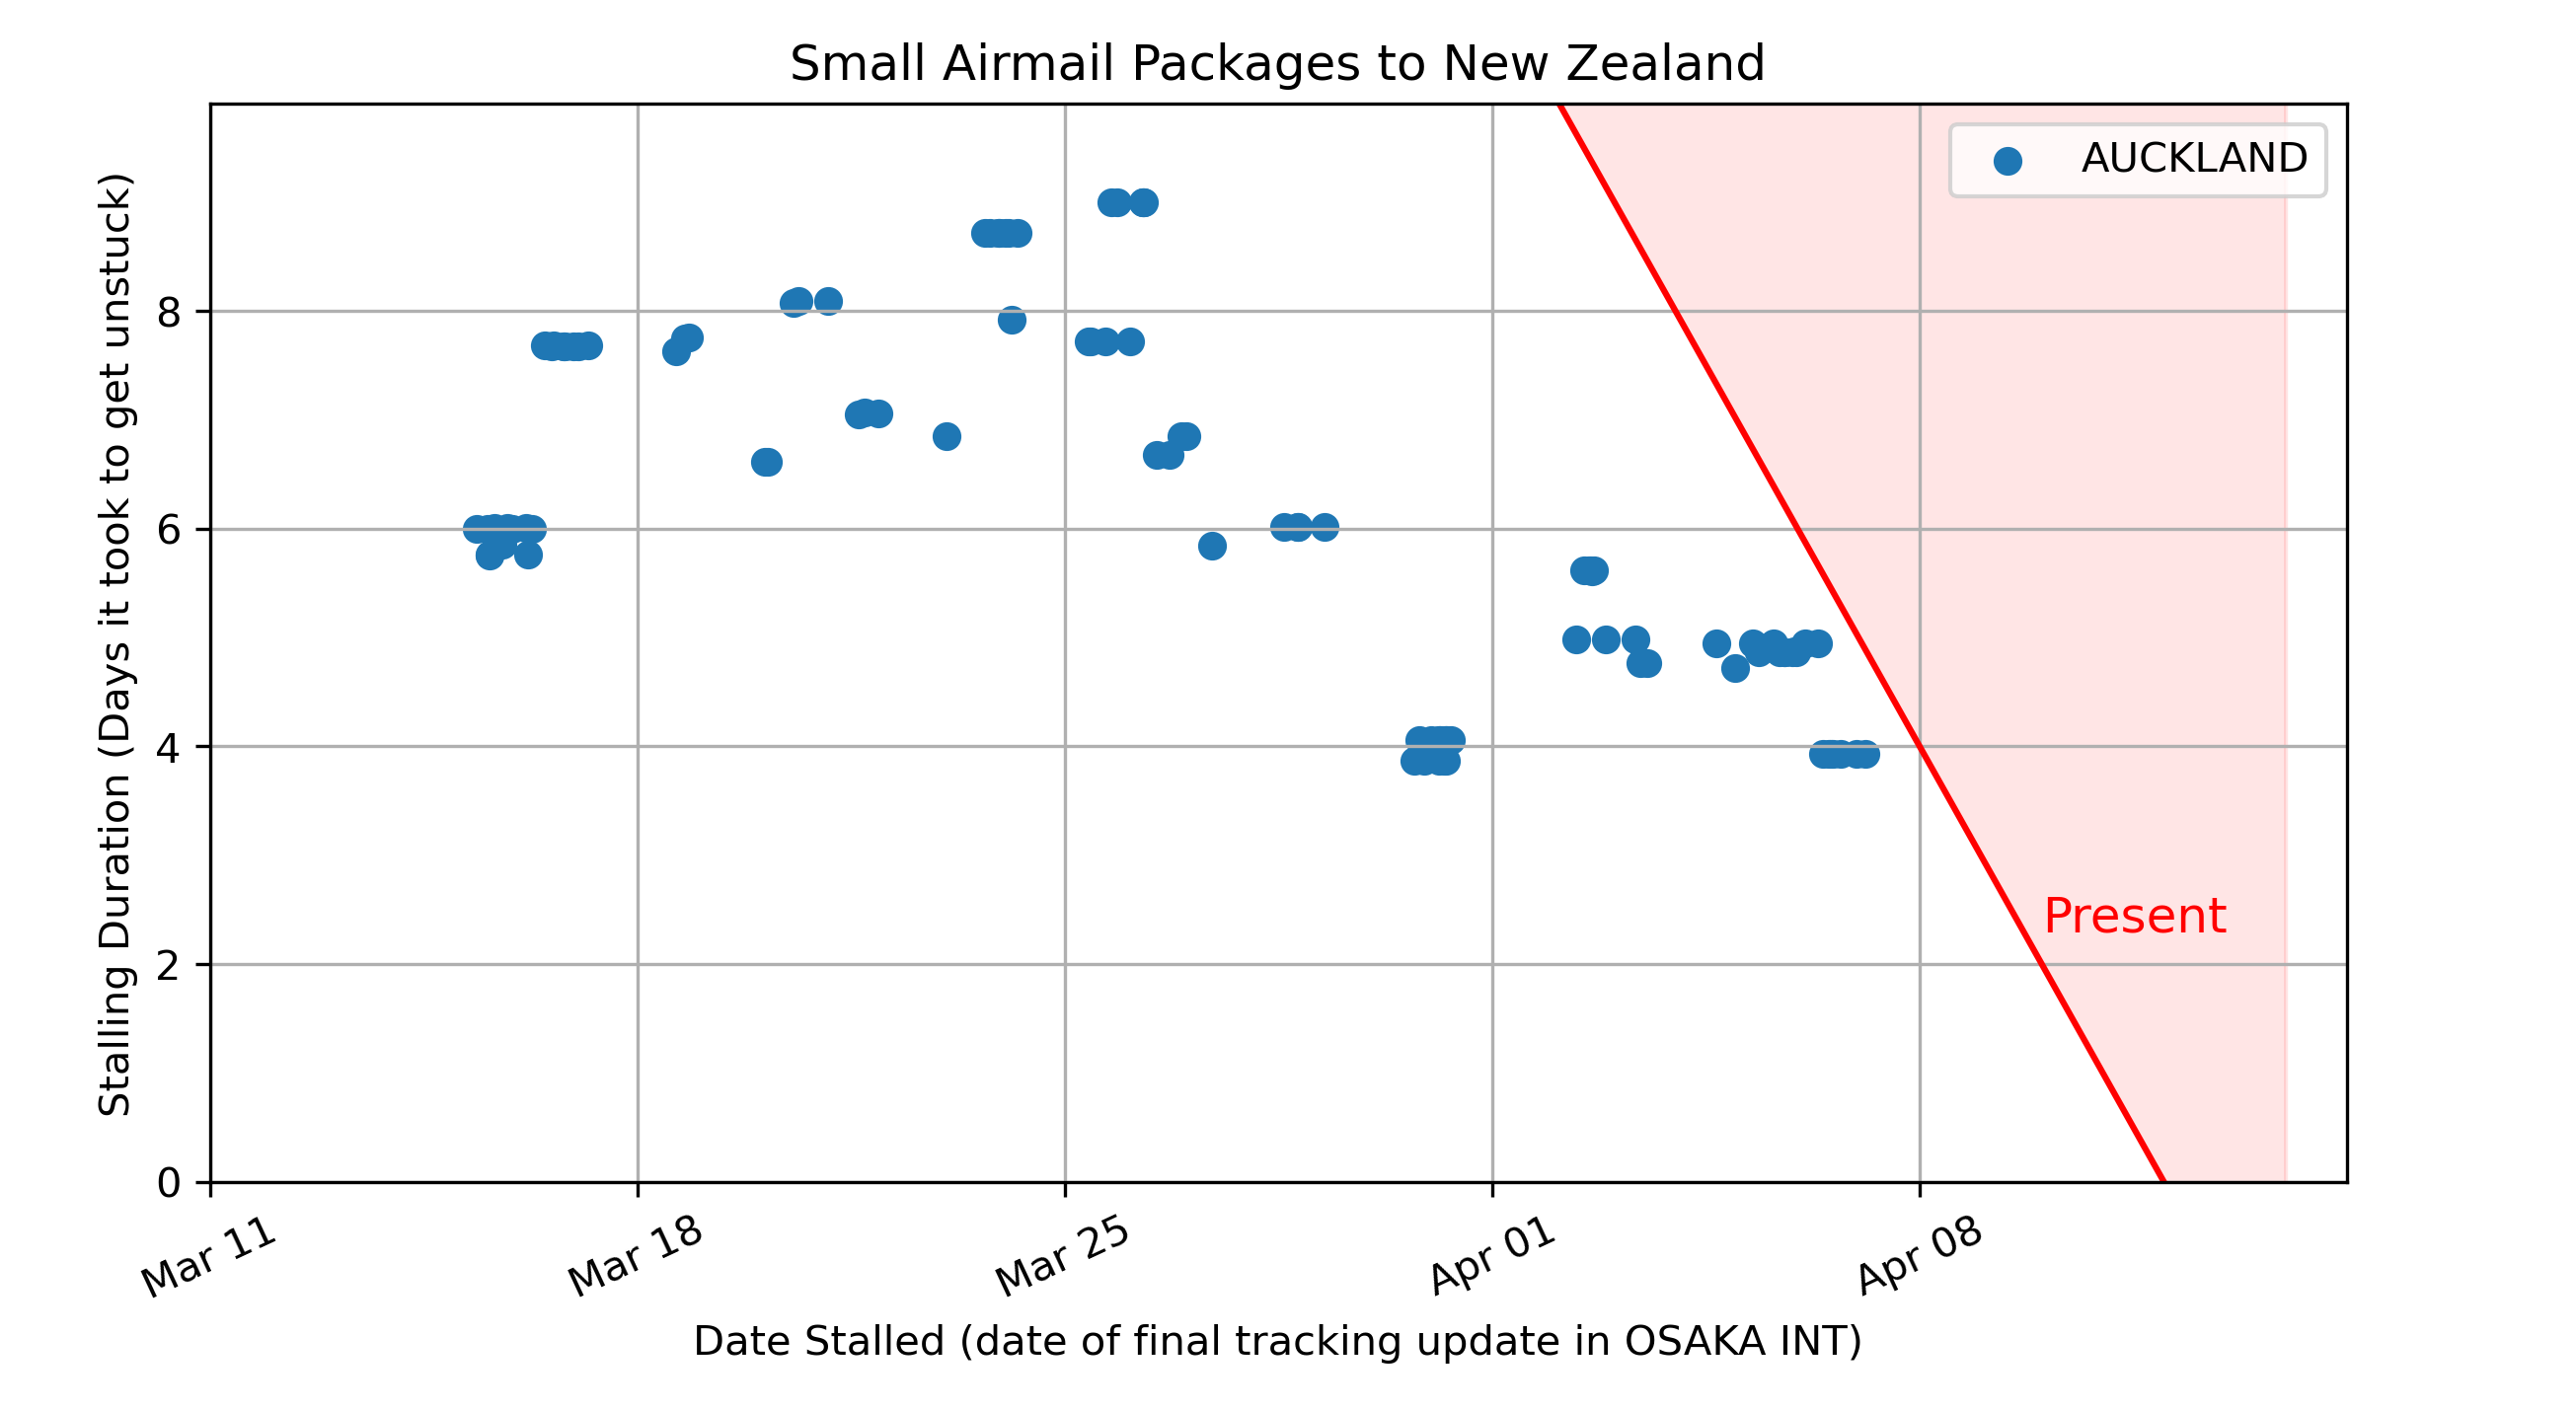 Small Airmail Packages to New Zealand
AUCKLAND
Stalling Duration (Days it took to get unstuck)
8
6
4
2
0
Present
Mar 11
Mar 18
Mar 25
Apr 01
Apr 08
Date Stalled (date of final tracking update in OSAKA INT)